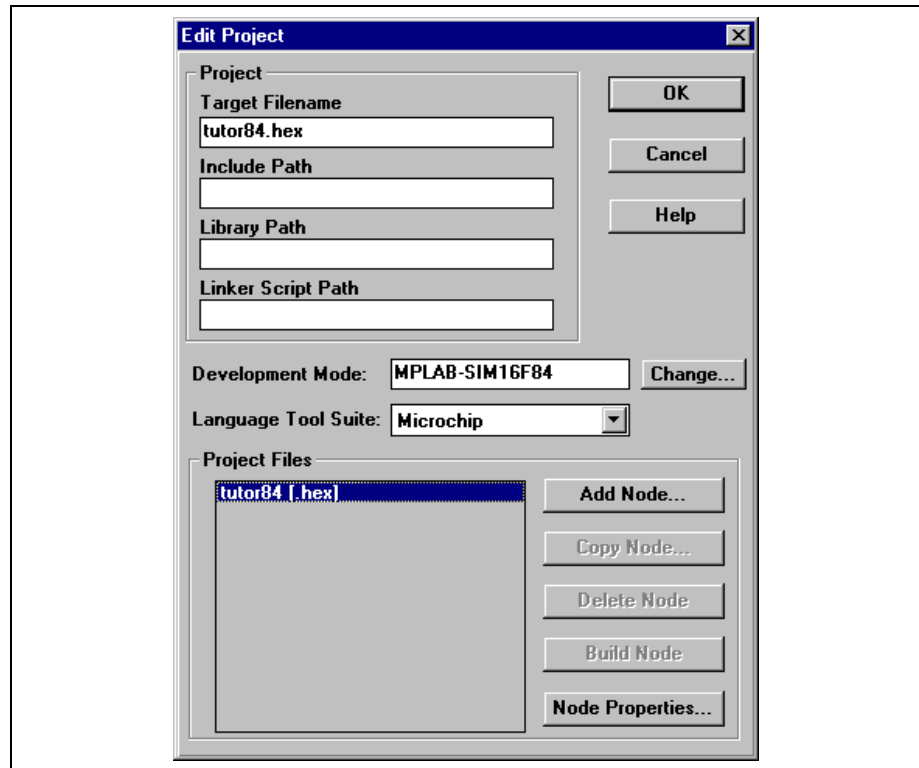 Edit Project
Project
Target Filename
tutor84.hex
Include Path
Library Path
Linker Script Path
OK
Cancel
Help
Development Mode: MPLAB-SIM16F84 Change...
Language Tool Suite: Microchip
Project Files
tutor84 [.hex]
Add Node...
Copy Node...
Delete Node
Build Node
Node Properties...